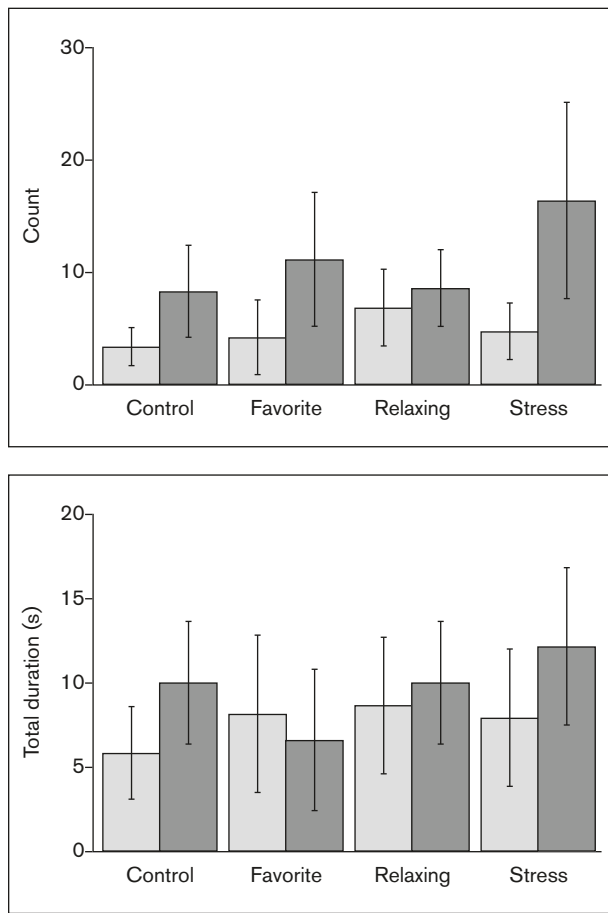 30
20
10
0
Count
Control Favorite Relaxing Stress
20
15
10
5
0
Total duration (s)
Control Favorite Relaxing Stress